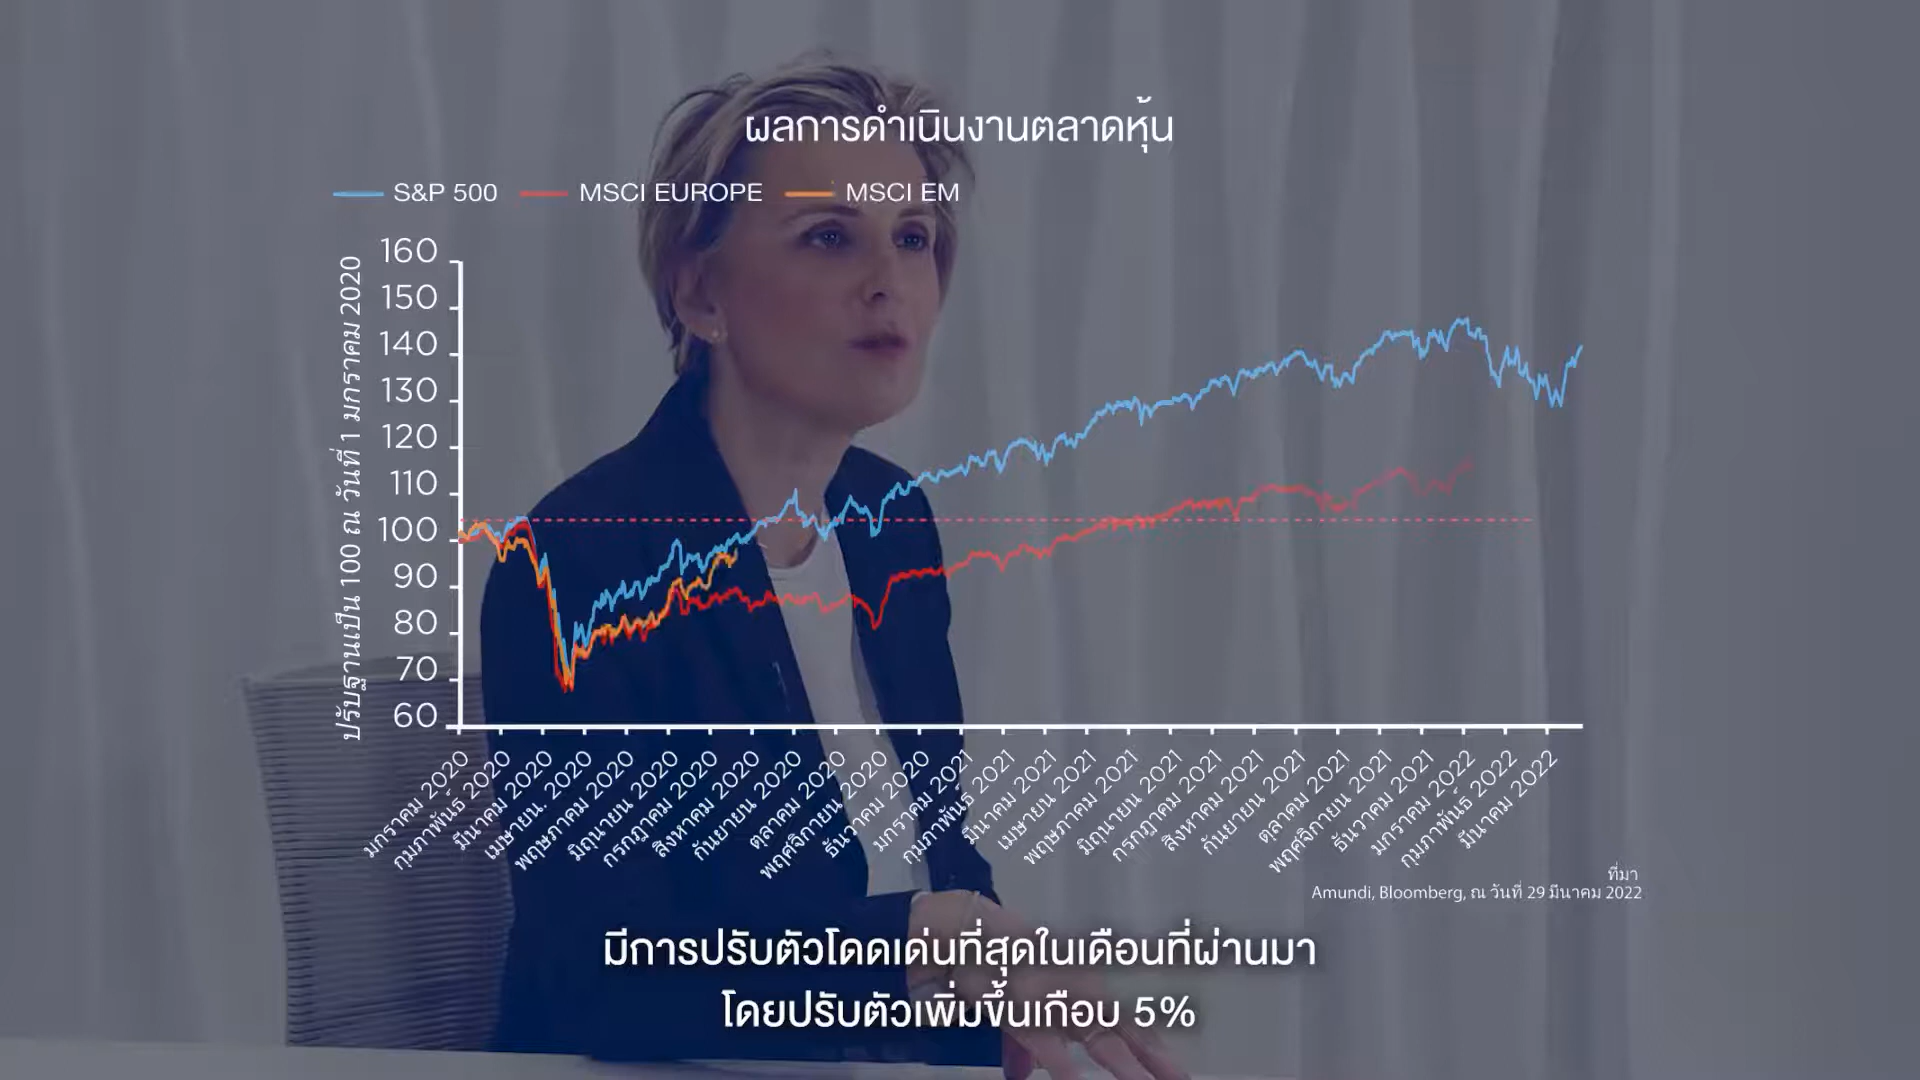 ผลการดำเนินงานตลาดหุ้น
S&P 500 MSCI EUROPE MSCI EM
ปรับฐานเป็น 100 ณ วันที่ 1 มกราคม 2020
160
150
140
130
120
110
100
90
80
70
60
มกราคม 2020
กุมภาพันธ์ 2020
มีนาคม 2020
เมษายน. 2020
พฤษภาคม 2020
มิถุนายน 2020
กรกฎาคม 2020
สิงหาคม 2020
กันยายน 2020
ตุลาคม 2020
พฤศจิกายน 2020
ธันวาคม 2020
มกราคม 2021
กุมภาพันธ 2021
มีนาคม 2021
เมษายน 2021
พฤษภาคม 2021
มิถุนายน 2021
กรกฎาคม 2021
สิงหาคม 2021
กันยายน 2021
ตุลาคม 2021
พฤศจิกายน 2021
ธันวาคม 2021
มกราคม 2022
กุมภาพันธ 2022
มีนาคม 2022
ที่มา
Amundi, Bloomberg, ณ วันที่ 29 มีนาคม 2022
มีการปรับตัวโดดเด่นที่สุดในเดือนที่ผ่านมา
โดยปรับตัวเพิ่มขึ้นเกือบ 5%